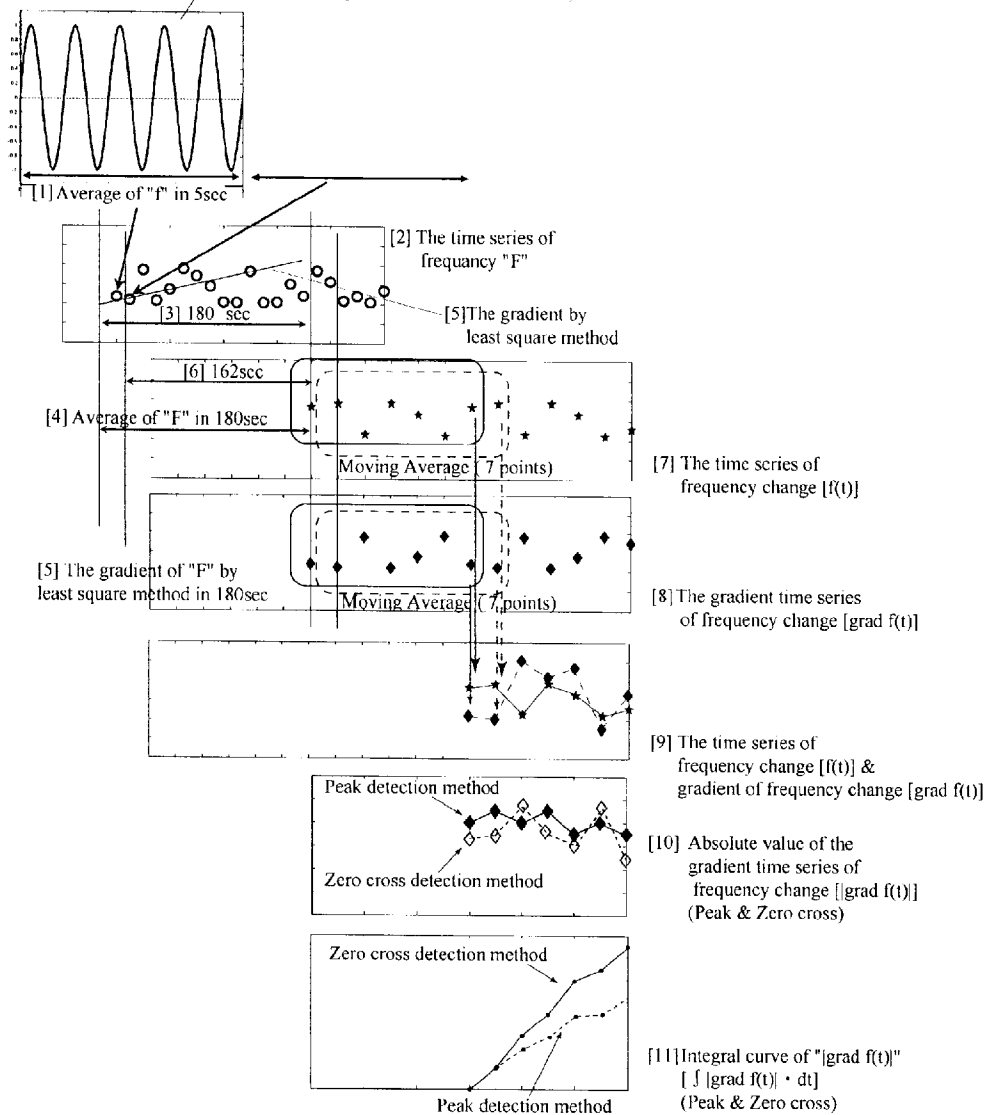 [1] Average of "f" in 5sec
[2] The time series of
frequancy "F"
[3] 180 sec
[5]The gradient by
least square method
[6] 162sec
[4] Average of "F" in 180sec
Moving Average ( 7 points)
[7] The time series of
frequency change [f(t)]
[5] The gradient of "F" by
least square method in 180sec
Moving Average ( 7 points)
[8] The gradient time series
of frequency change [grad f(t)]
[9] The time series of
frequency change [f(t)] &
gradient of frequency change [grad f(t)]
Peak detection method
Zero cross detection method
[10] Absolute value of the
gradient time series of
frequency change [|grad f(t)|]
(Peak & Zero cross)
Zero cross detection method
Peak detection method
[11]Integral curve of "|grad f(t)|"
[ ∫ |grad f(t)| · dt]
(Peak & Zero cross)